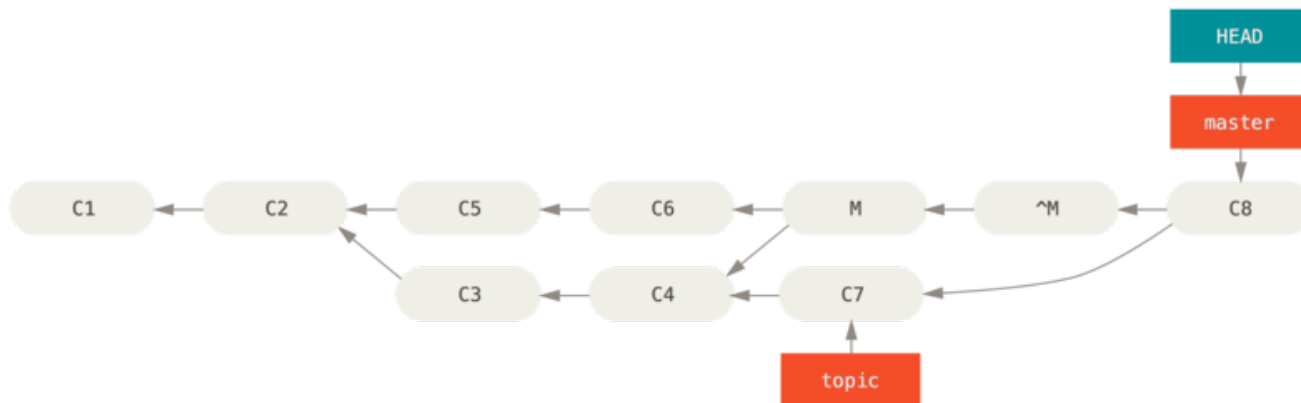 HEAD
master
C1 C2 C5 C6 M ^M C8
C3 C4 C7
topic